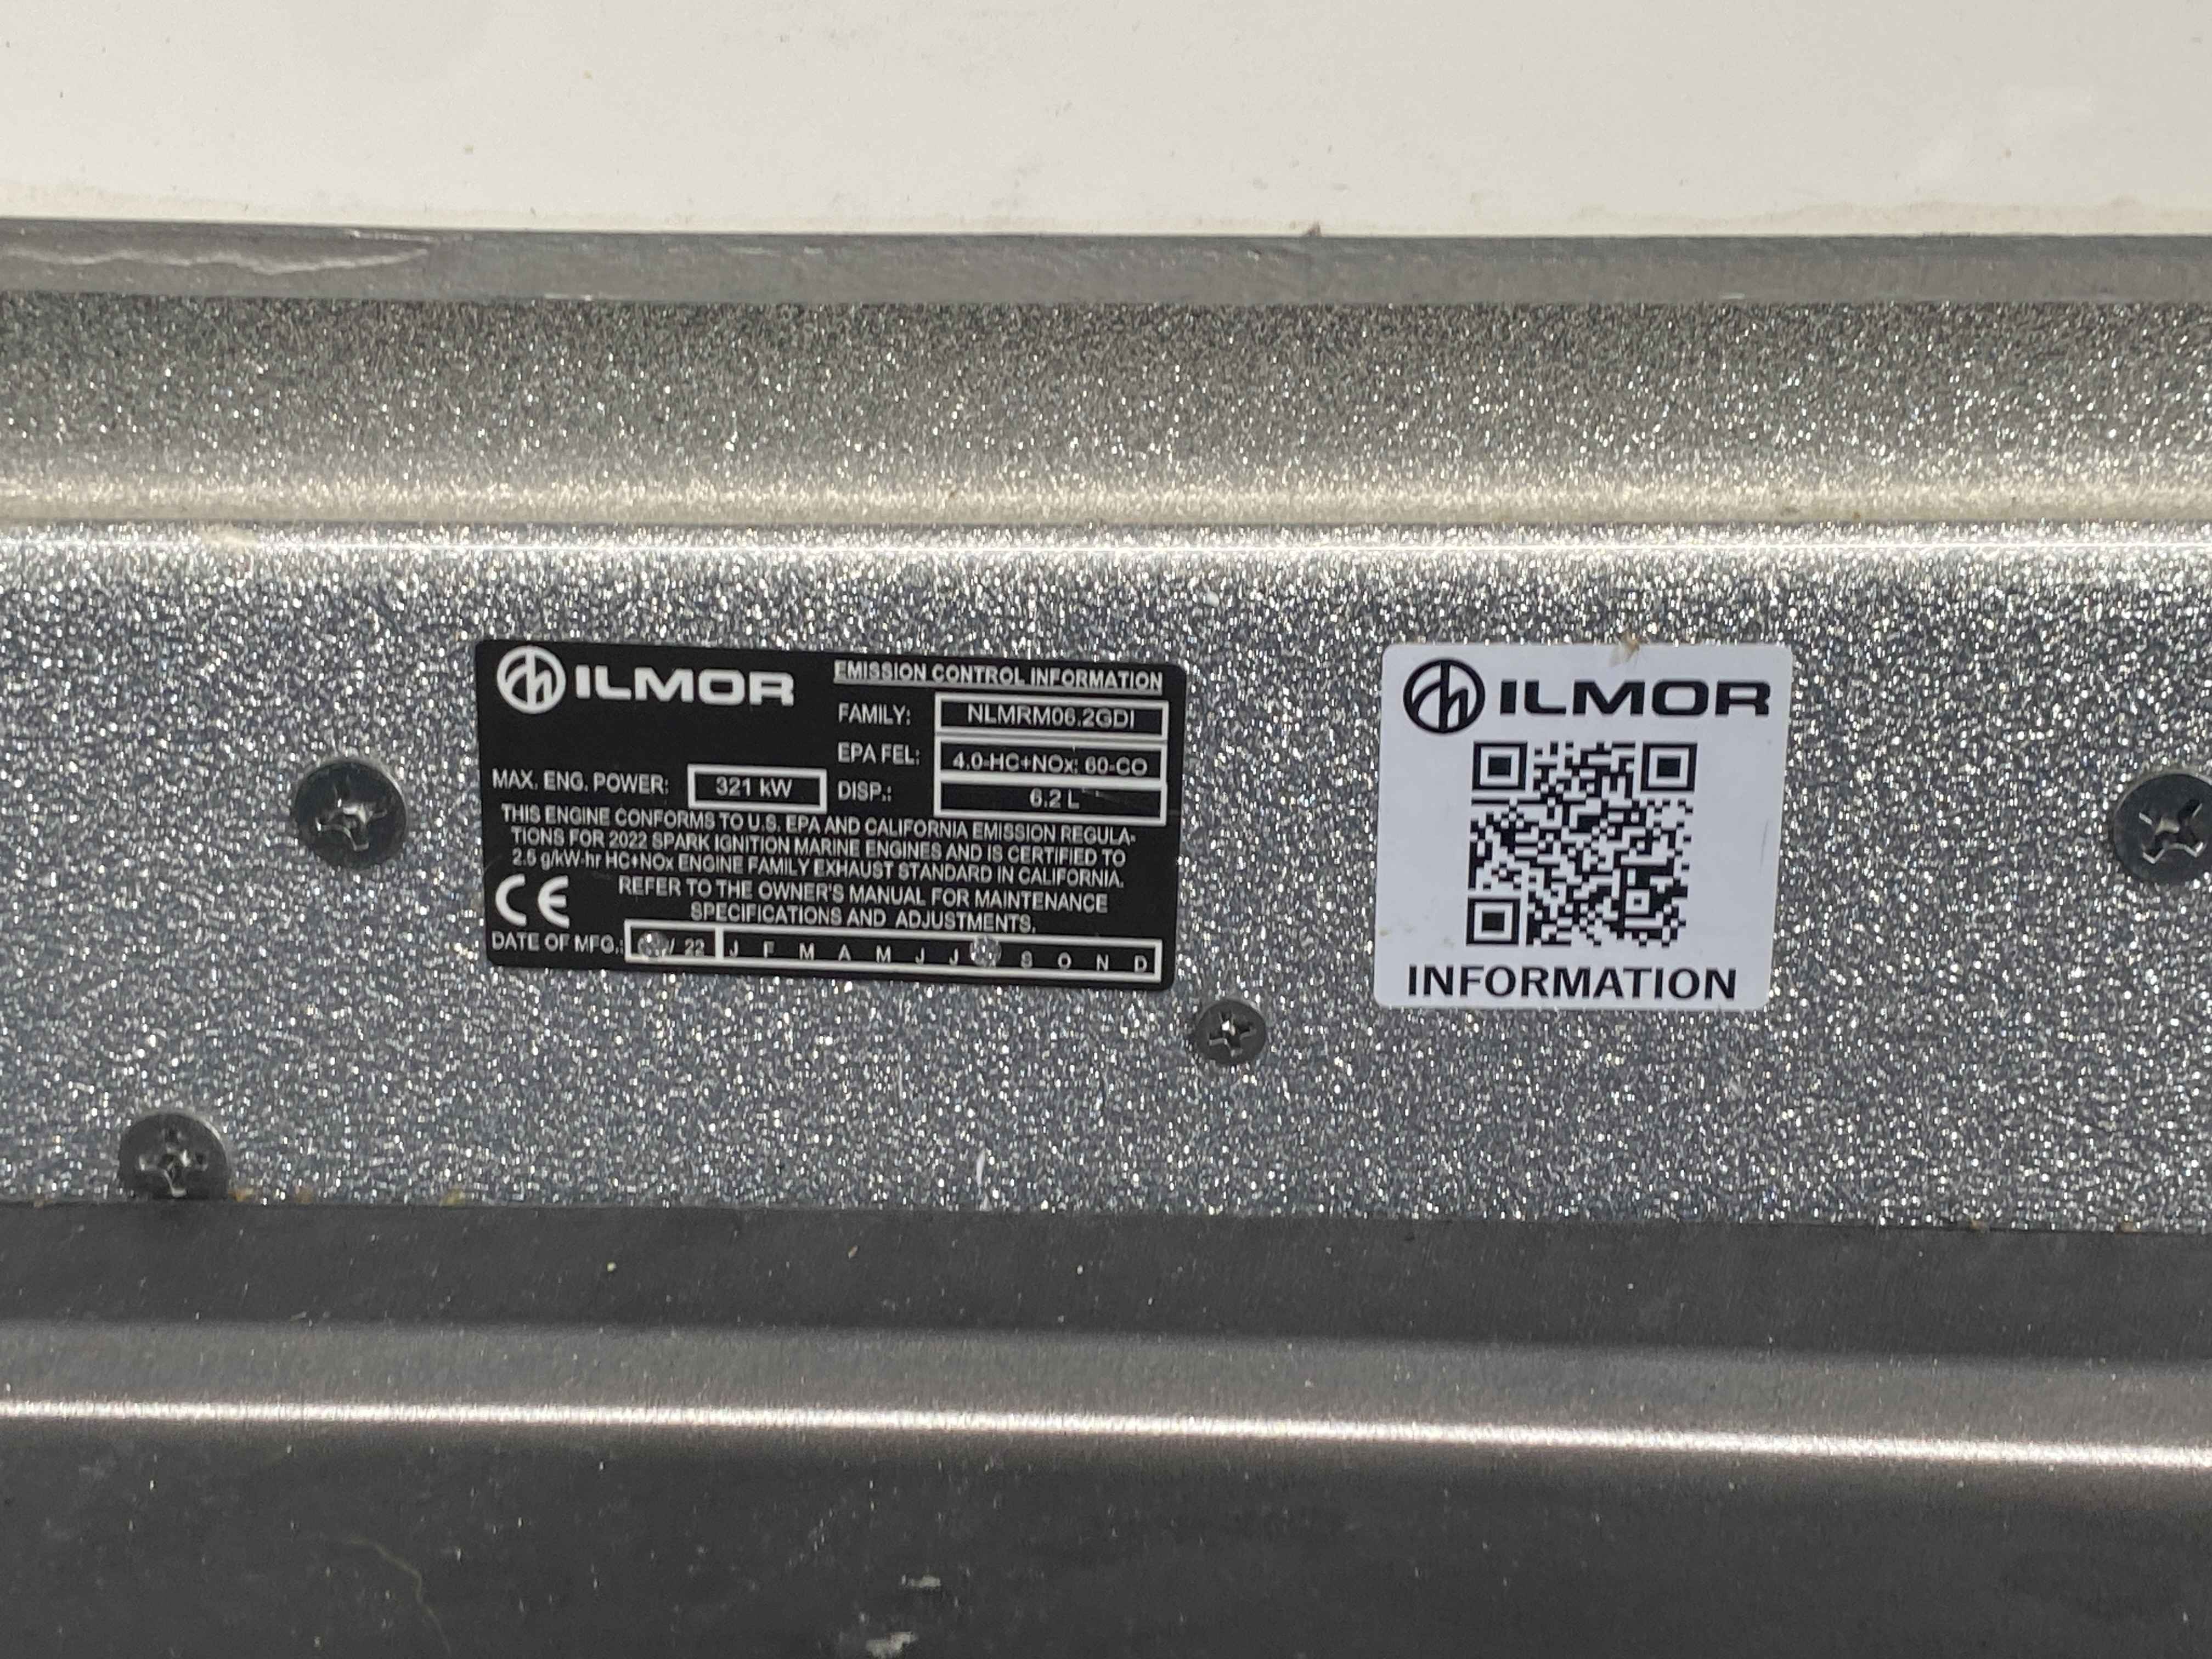 ILMOR
EMISSION CONTROL INFORMATION
FAMILY: NLMRM06.2GDI
EPA FEL: 4.0-HC+NOx: 60-CO
MAX. ENG. POWER: 321 kW DISP.: 6.2 L
THIS ENGINE CONFORMS TO U.S. EPA AND CALIFORNIA EMISSION REGULA-
TIONS FOR 2022 SPARK IGNITION MARINE ENGINES AND IS CERTIFIED TO
2.5 g/kW-hr HC+NOx ENGINE FAMILY EXHAUST STANDARD IN CALIFORNIA.
CE
REFER TO THE OWNER'S MANUAL FOR MAINTENANCE
SPECIFICATIONS AND ADJUSTMENTS.
DATE OF MFG.: / 22 J F M A M J J S O N D
ILMOR
INFORMATION